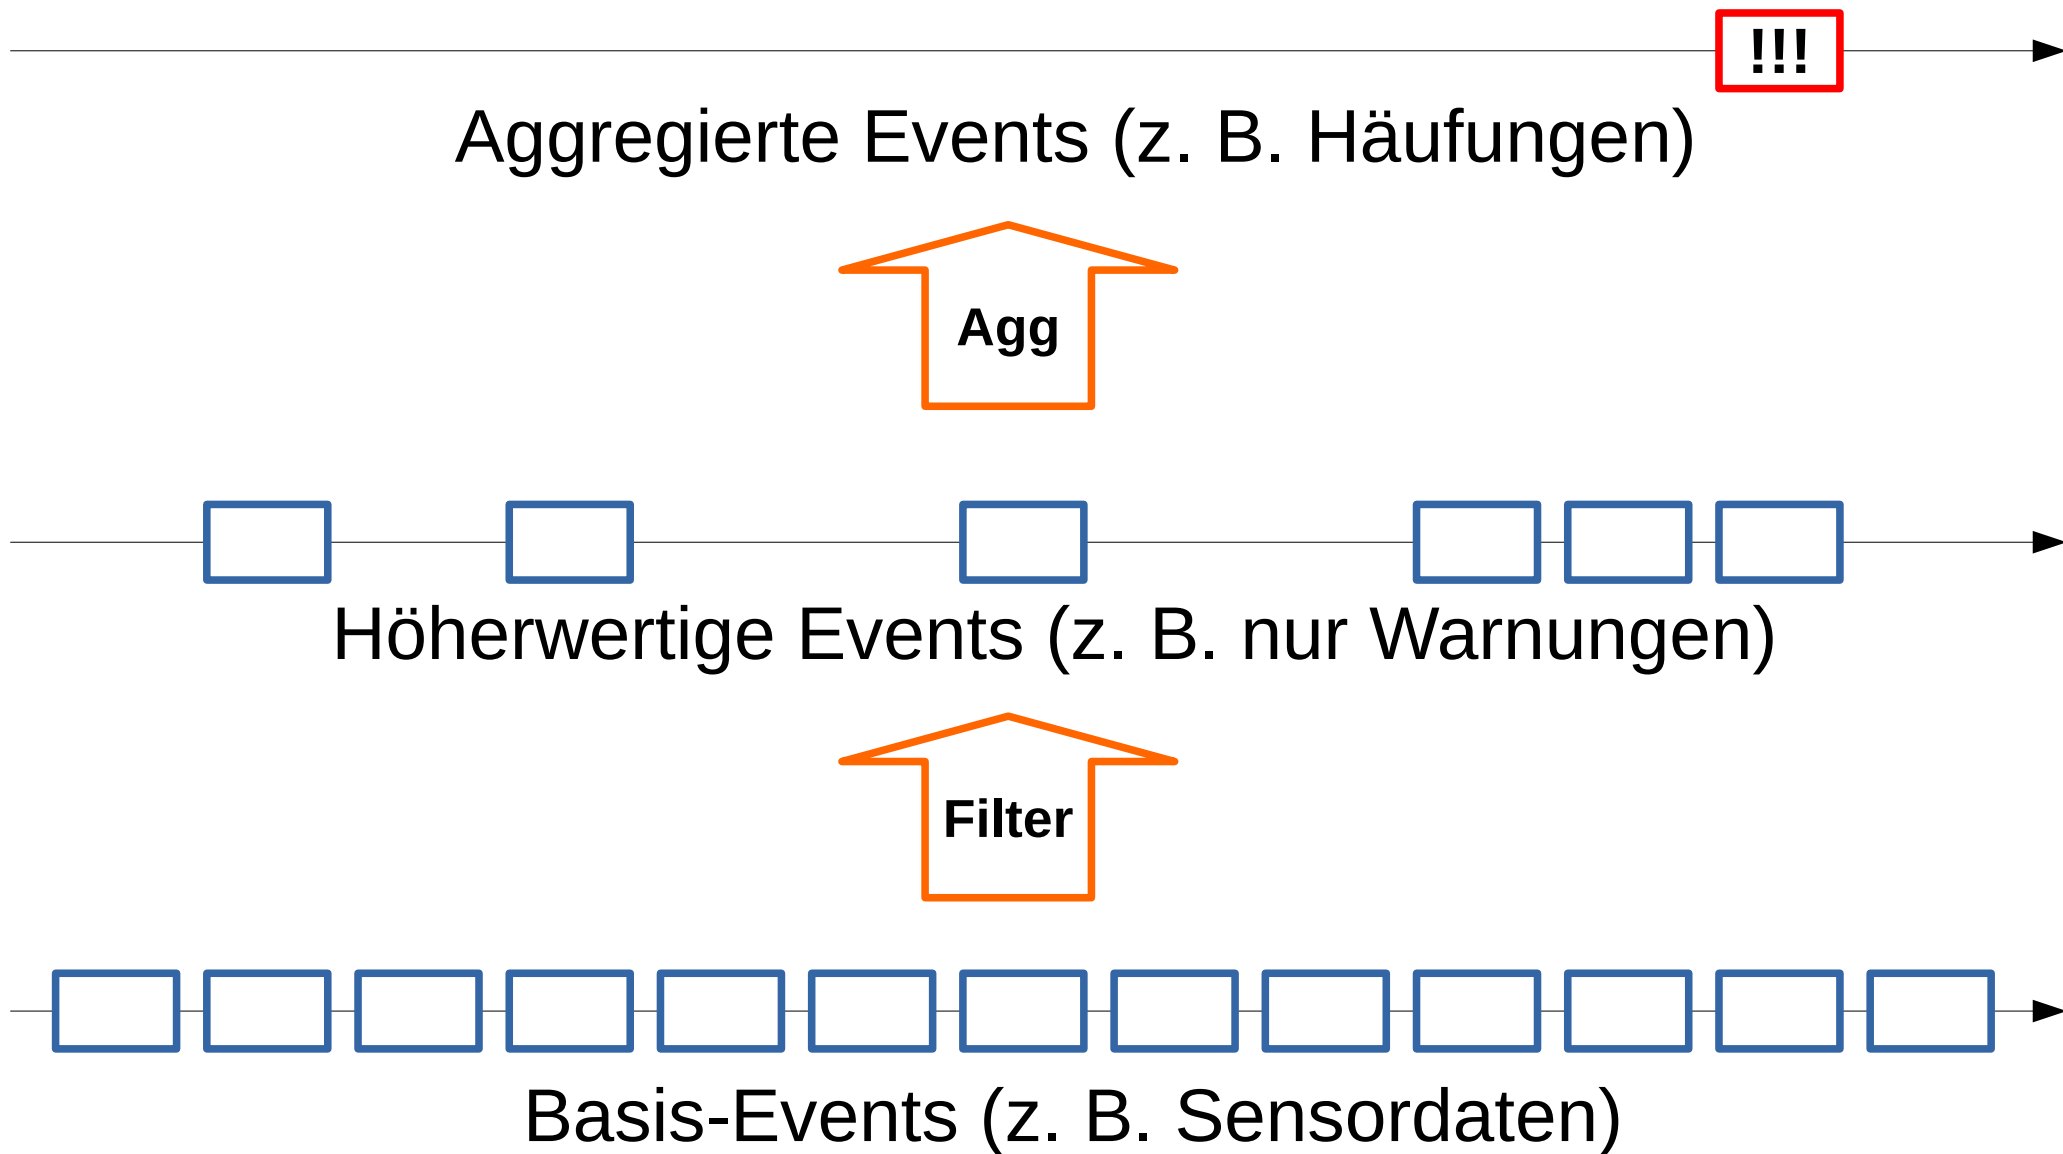 !!!
Aggregierte Events (z. B. Häufungen)
Agg
Höherwertige Events (z. B. nur Warnungen)
Filter
Basis-Events (z. B. Sensordaten)